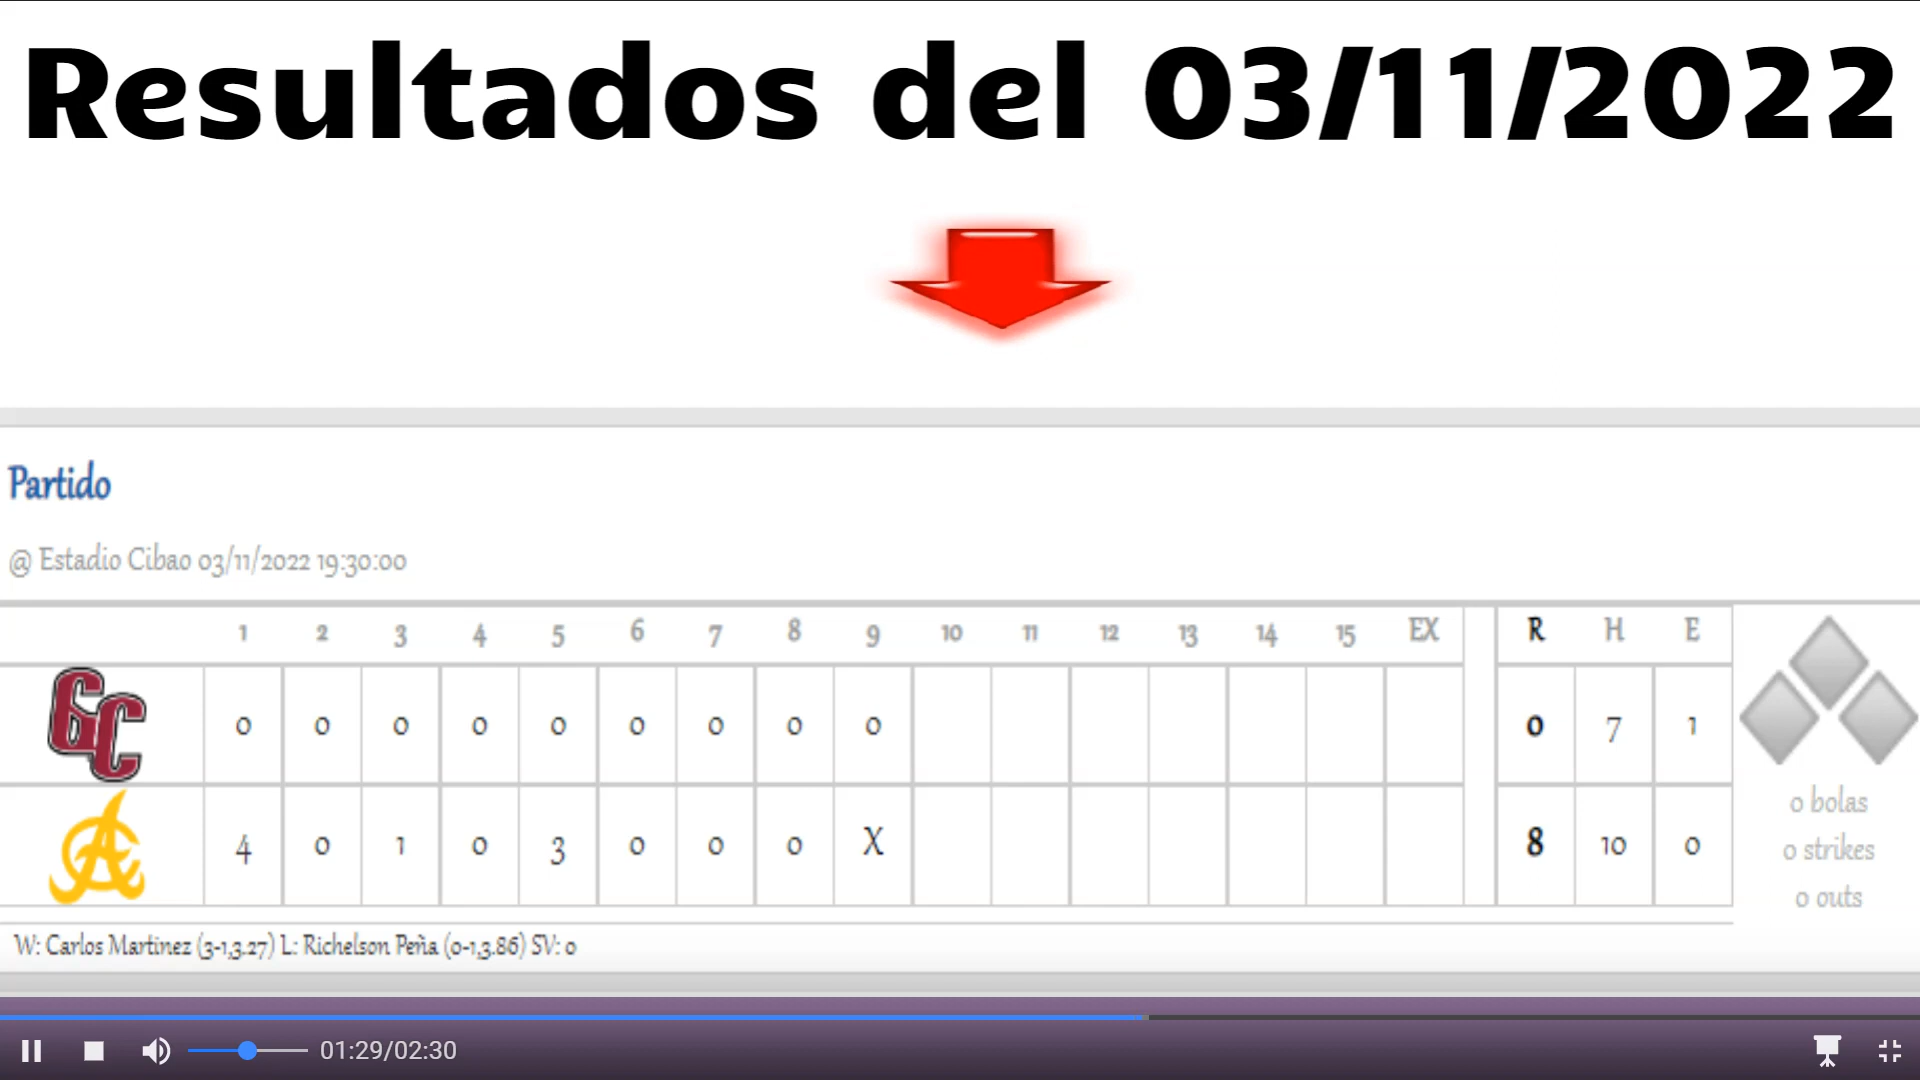 Resultados del 03/11/2022
Partido
@ Estadio Cibao 03/11/2022 19:30:00
1 2 3 4 5 6 7 8 9 10 11 12 13 14 15 EX R H E
GC 0 0 0 0 0 0 0 0 0 0 7 1
4 0 1 0 3 0 0 0 X 8 10 0
0 bolas
0 strikes
0 outs
W: Carlos Martinez (3-1,3.27) L: Richelson Peña (0-1,3.86) SV: 0
01:29/02:30